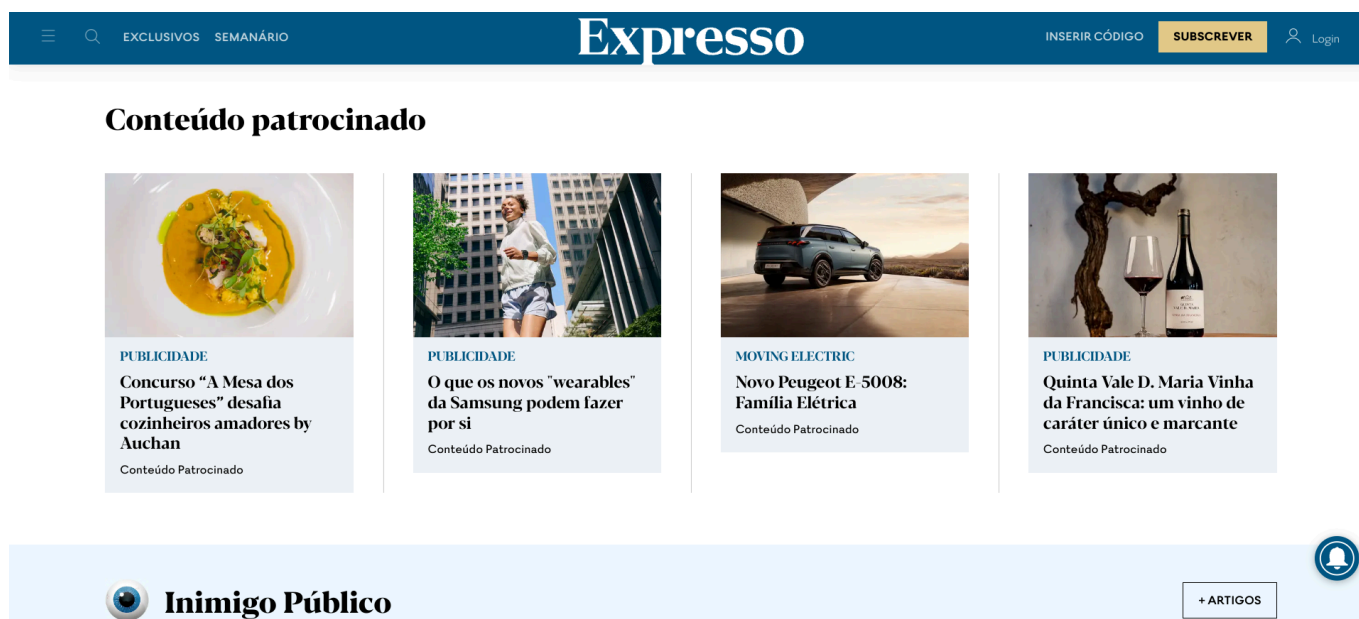 EXCLUSIVOS SEMANÁRIO Expresso INSERIR CÓDIGO SUBSCREVER Login
Conteúdo patrocinado
PUBLICIDADE
Concurso “A Mesa dos
Portugueses” desafia
cozinheiros amadores by
Auchan
Conteúdo Patrocinado
PUBLICIDADE
O que os novos "wearables"
da Samsung podem fazer
por si
Conteúdo Patrocinado
MOVING ELECTRIC
Novo Peugeot E-5008:
Família Elétrica
Conteúdo Patrocinado
PUBLICIDADE
Quinta Vale D. Maria Vinha
da Francisca: um vinho de
caráter único e marcante
Conteúdo Patrocinado
Inimigo Público
+ ARTIGOS